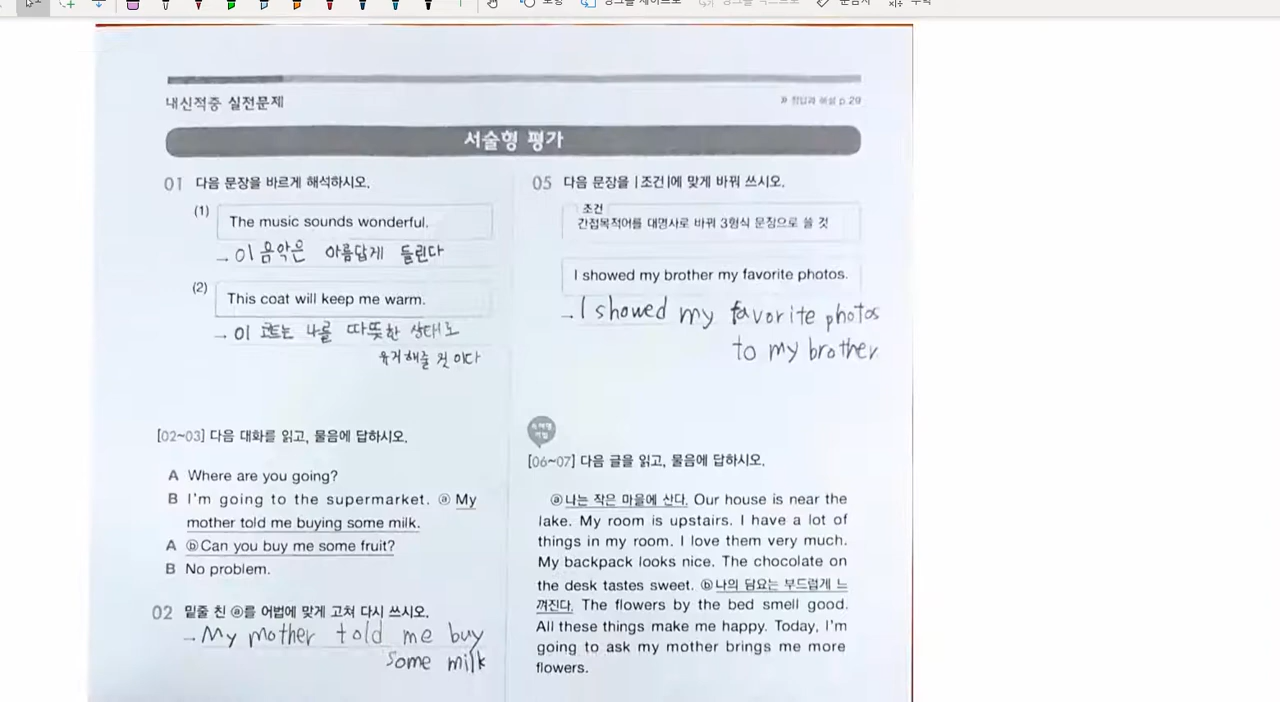 내신적중 실전문제
정답과 해설 p.29
서술형 평가
01 다음 문장을 바르게 해석하시오.
(1) The music sounds wonderful.
→ 이 음악은 아름답게 들린다
(2) This coat will keep me warm.
→ 이 코트는 나를 따뜻한 상태로
유지해줄 것 이다
[02~03] 다음 대화를 읽고, 물음에 답하시오.
A Where are you going?
B I'm going to the supermarket. ⓐ My
mother told me buying some milk.
A ⓑ Can you buy me some fruit?
B No problem.
02 밑줄 친 ⓐ를 어법에 맞게 고쳐 다시 쓰시오.
→ My mother told me buy
some milk
05 다음 문장을 |조건|에 맞게 바꿔 쓰시오.
조건
간접목적어를 대명사로 바꿔 3형식 문장으로 쓸 것
I showed my brother my favorite photos.
→ I showed my favorite photos
to my brother
[06~07] 다음 글을 읽고, 물음에 답하시오.
ⓐ 나는 작은 마을에 산다. Our house is near the
lake. My room is upstairs. I have a lot of
things in my room. I love them very much.
My backpack looks nice. The chocolate on
the desk tastes sweet. ⓑ 나의 담요는 부드럽게 느
껴진다. The flowers by the bed smell good.
All these things make me happy. Today, I'm
going to ask my mother brings me more
flowers.